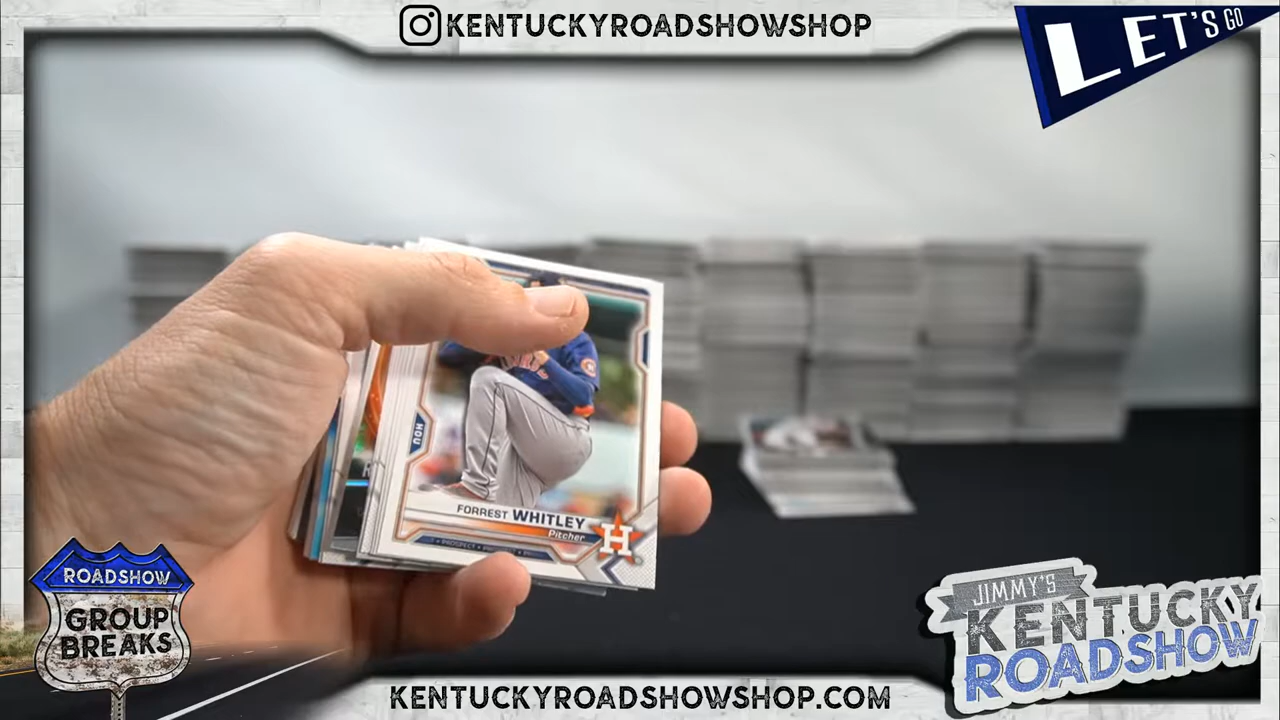 KENTUCKYROADSHOWSHOP
LET'S GO
HOU
FORREST WHITLEY
Pitcher
H
ROADSHOW
GROUP
BREAKS
JIMMY'S
KENTUCKY
ROADSHOW
KENTUCKYROADSHOWSHOP.COM